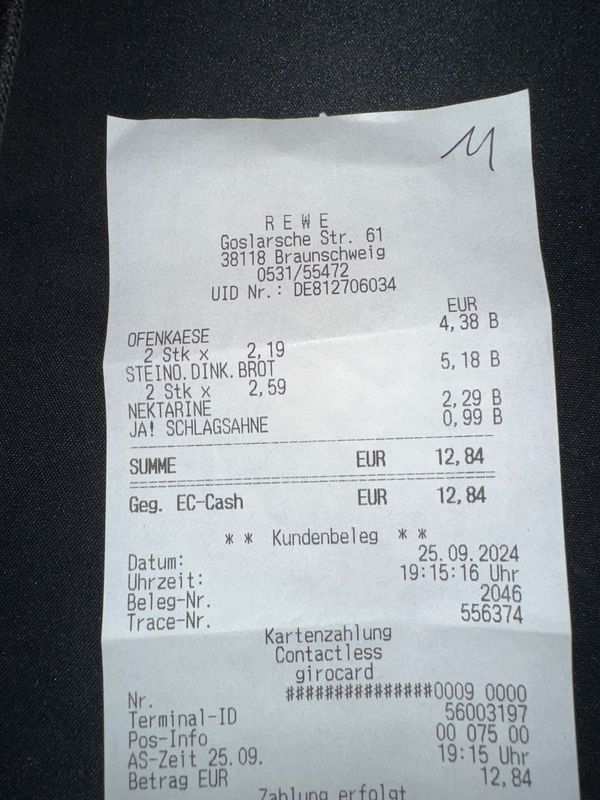 R E W E
Goslarsche Str. 61
38118 Braunschweig
0531/55472
UID Nr.: DE812706034
EUR
OFENKAESE 4,38 B
2 Stk x 2,19
STEINO.DINK.BROT 5,18 B
2 Stk x 2,59
NEKTARINE 2,29 B
JA! SCHLAGSAHNE 0,99 B
SUMME EUR 12,84
Geg. EC-Cash EUR 12,84
* * Kundenbeleg * *
Datum: 25.09.2024
Uhrzeit: 19:15:16 Uhr
Beleg-Nr. 2046
Trace-Nr. 556374
Kartenzahlung
Contactless
girocard
Nr. ###############0009 0000
Terminal-ID 56003197
Pos-Info 00 075 00
AS-Zeit 25.09. 19:15 Uhr
Betrag EUR 12,84
Zahlung erfolgt